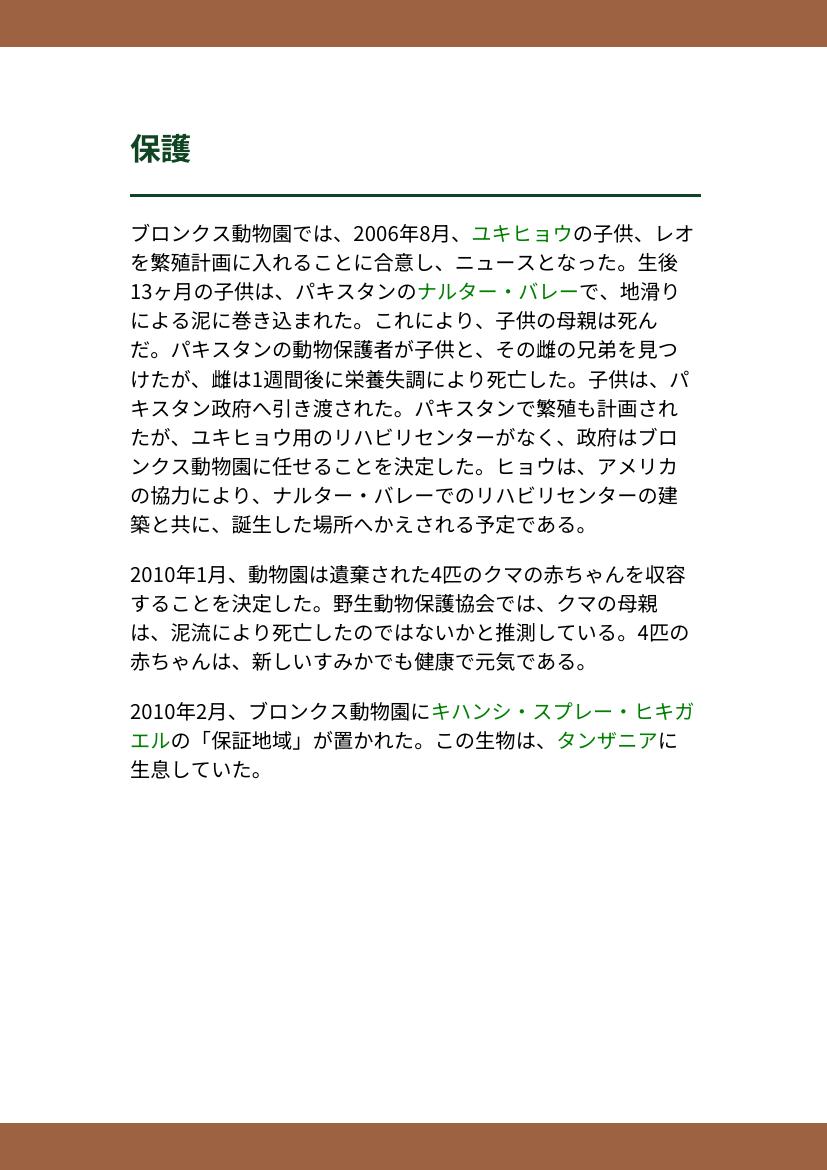 保護
ブロンクス動物園では、2006年8月、ユキヒョウの子供、レオ
を繁殖計画に入れることに合意し、ニュースとなった。生後
13ヶ月の子供は、パキスタンのナルター・バレーで、地滑り
による泥に巻き込まれた。これにより、子供の母親は死ん
だ。パキスタンの動物保護者が子供と、その雌の兄弟を見つ
けたが、雌は1週間後に栄養失調により死亡した。子供は、パ
キスタン政府へ引き渡された。パキスタンで繁殖も計画され
たが、ユキヒョウ用のリハビリセンターがなく、政府はブロ
ンクス動物園に任せることを決定した。ヒョウは、アメリカ
の協力により、ナルター・バレーでのリハビリセンターの建
築と共に、誕生した場所へかえされる予定である。
2010年1月、動物園は遺棄された4匹のクマの赤ちゃんを収容
することを決定した。野生動物保護協会では、クマの母親
は、泥流により死亡したのではないかと推測している。4匹の
赤ちゃんは、新しいすみかでも健康で元気である。
2010年2月、ブロンクス動物園にキハンシ・スプレー・ヒキガ
エルの「保証地域」が置かれた。この生物は、タンザニアに
生息していた。